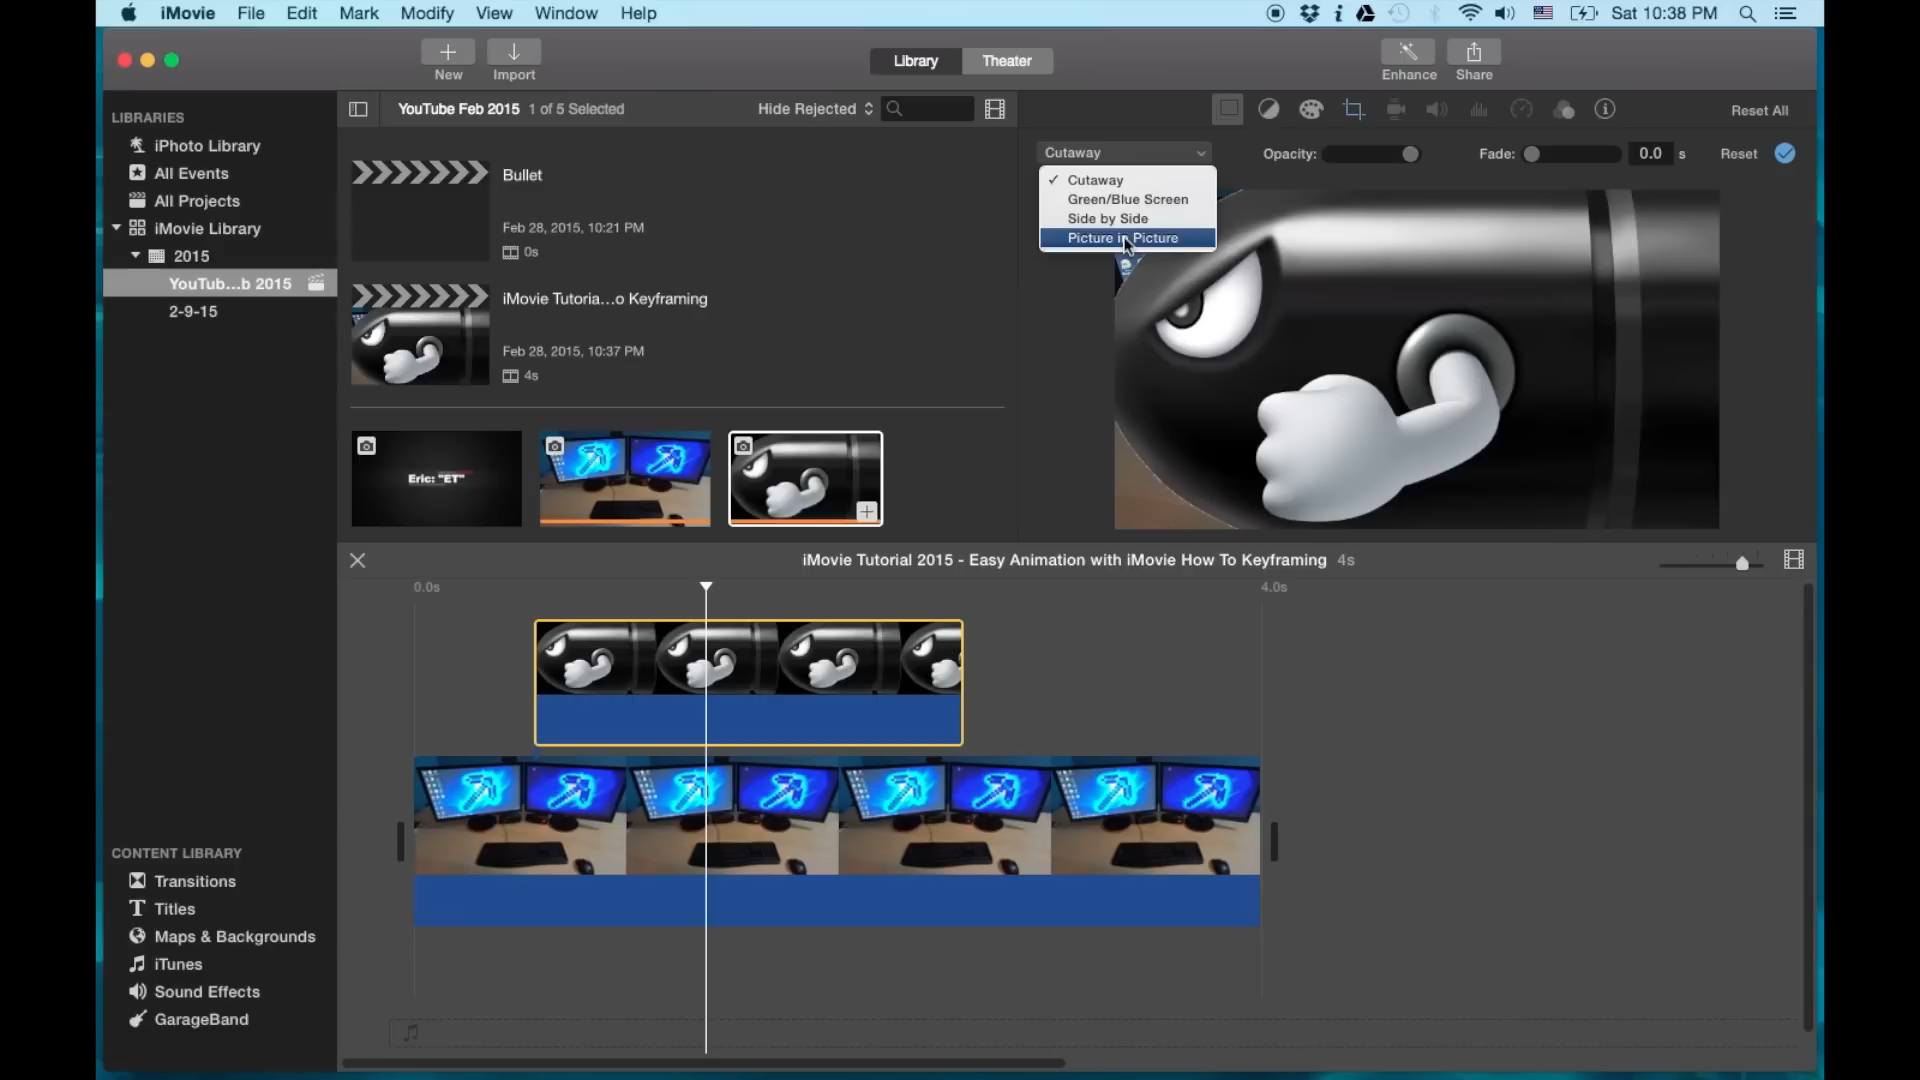 iMovie File Edit Mark Modify View Window Help
Sat 10:38 PM
New Import
Library Theater
Enhance Share
LIBRARIES
iPhoto Library
All Events
All Projects
iMovie Library
2015
YouTub...b 2015
2-9-15
YouTube Feb 2015 1 of 5 Selected Hide Rejected
Bullet
Feb 28, 2015, 10:21 PM
0s
iMovie Tutoria...o Keyframing
Feb 28, 2015, 10:37 PM
4s
Eric: "ET"
Reset All
Cutaway Opacity: Fade: 0.0 s Reset
✓ Cutaway
Green/Blue Screen
Side by Side
Picture in Picture
iMovie Tutorial 2015 - Easy Animation with iMovie How To Keyframing 4s
0.0s 4.0s
CONTENT LIBRARY
Transitions
Titles
Maps & Backgrounds
iTunes
Sound Effects
GarageBand